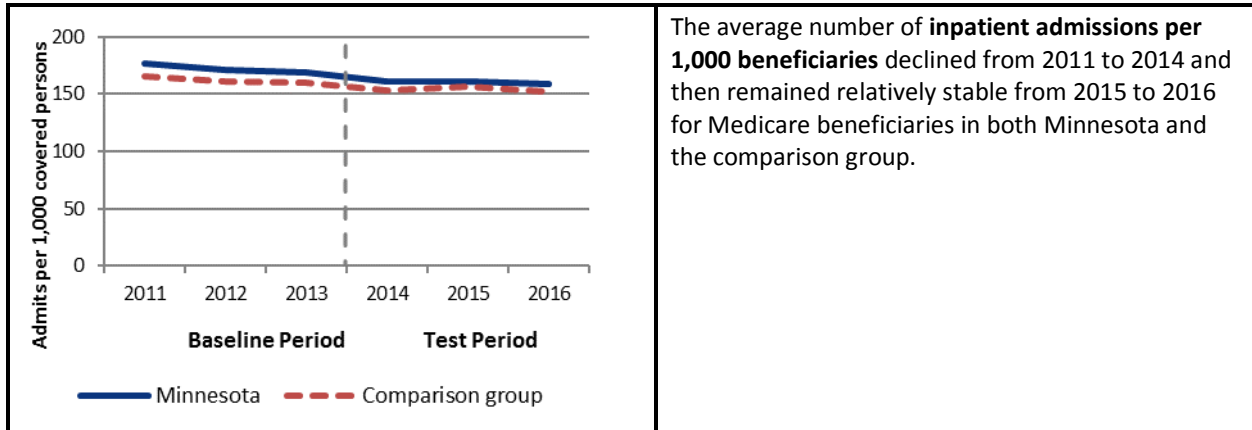 200
150
100
50
0
Admits per 1,000 covered persons
2011 2012 2013 2014 2015 2016
Baseline Period Test Period
Minnesota Comparison group
The average number of inpatient admissions per
1,000 beneficiaries declined from 2011 to 2014 and
then remained relatively stable from 2015 to 2016
for Medicare beneficiaries in both Minnesota and
the comparison group.